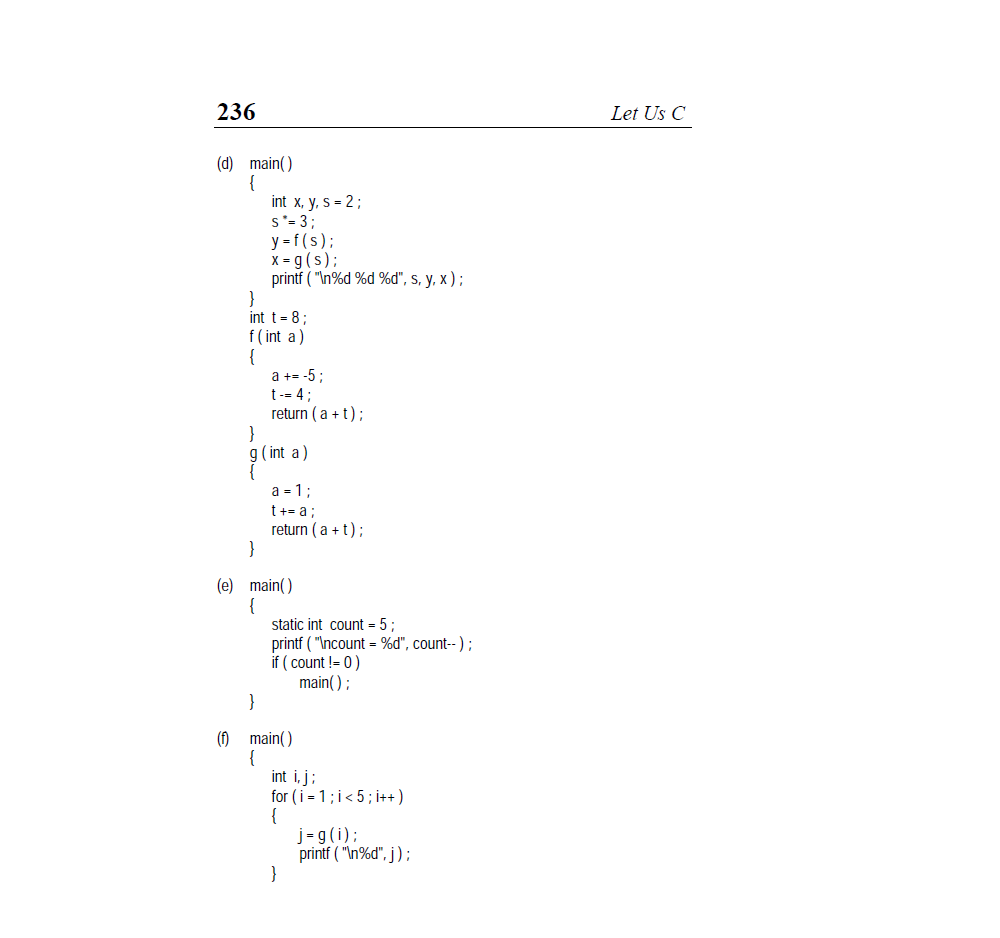 236 Let Us C
(d) main( )
{
int x, y, s = 2 ;
s *= 3 ;
y = f ( s ) ;
x = g ( s ) ;
printf ( "\n%d %d %d", s, y, x ) ;
}
int t = 8 ;
f ( int a )
{
a += -5 ;
t -= 4 ;
return ( a + t ) ;
}
g ( int a )
{
a = 1 ;
t += a ;
return ( a + t ) ;
}
(e) main( )
{
static int count = 5 ;
printf ( "\ncount = %d", count-- ) ;
if ( count != 0 )
main( ) ;
}
(f) main( )
{
int i, j ;
for ( i = 1 ; i < 5 ; i++ )
{
j = g ( i ) ;
printf ( "\n%d", j ) ;
}